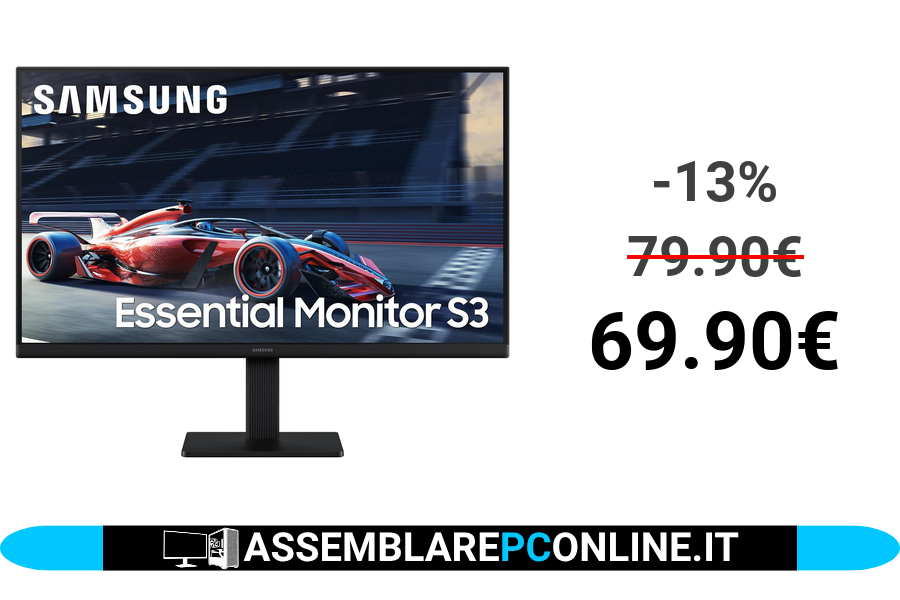 SAMSUNG
Essential Monitor S3
SAMSUNG
-13%
79.90€
69.90€
ASSEMBLAREPCONLINE.IT